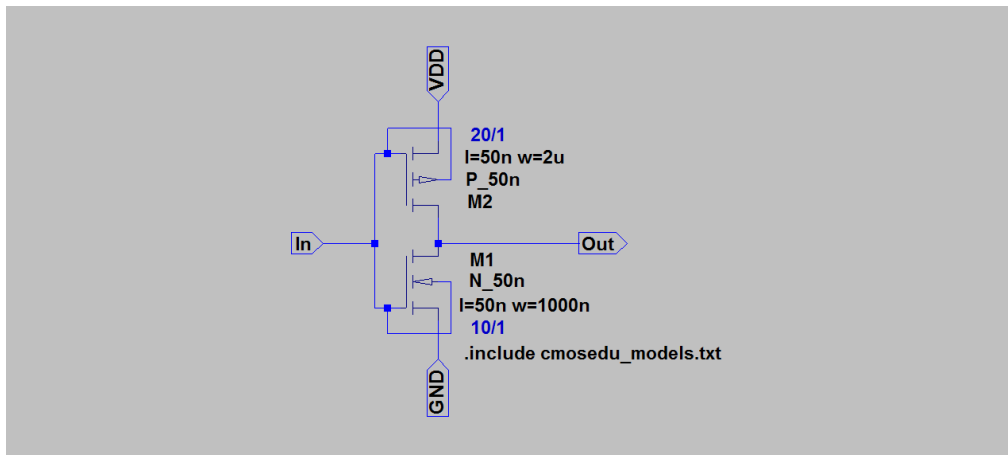 VDD
20/1
l=50n w=2u
P_50n
M2
In
Out
M1
N_50n
l=50n w=1000n
10/1
.include cmosedu_models.txt
GND